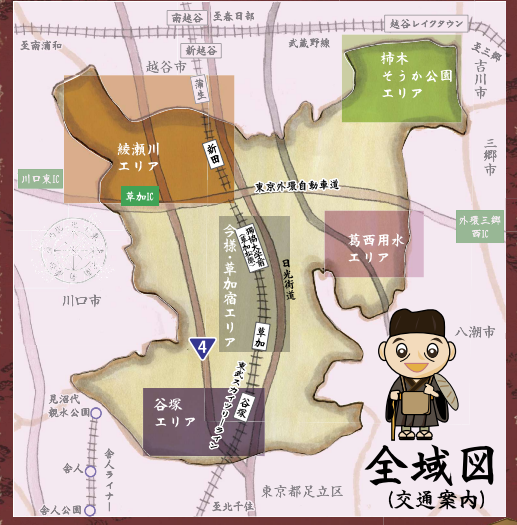 南越谷
至春日部
越谷レイクタウン
至南浦和
新越谷
武蔵野線
至三郷
越谷市
蒲生
柿木
そうか公園
エリア
吉川市
綾瀬川
エリア
新田
三郷市
川口東IC
東京外環自動車道
草加IC
外環三郷
西IC
今様・草加宿エリア
獨協大学前
(草加松原)
葛西用水
エリア
日光街道
川口市
草加
八潮市
4
東武スカイツリーライン
谷塚
エリア
谷塚
見沼代
親水公園
舎人ライナー
舎人
舎人公園
至北千住
東京都足立区
全域図
(交通案内)